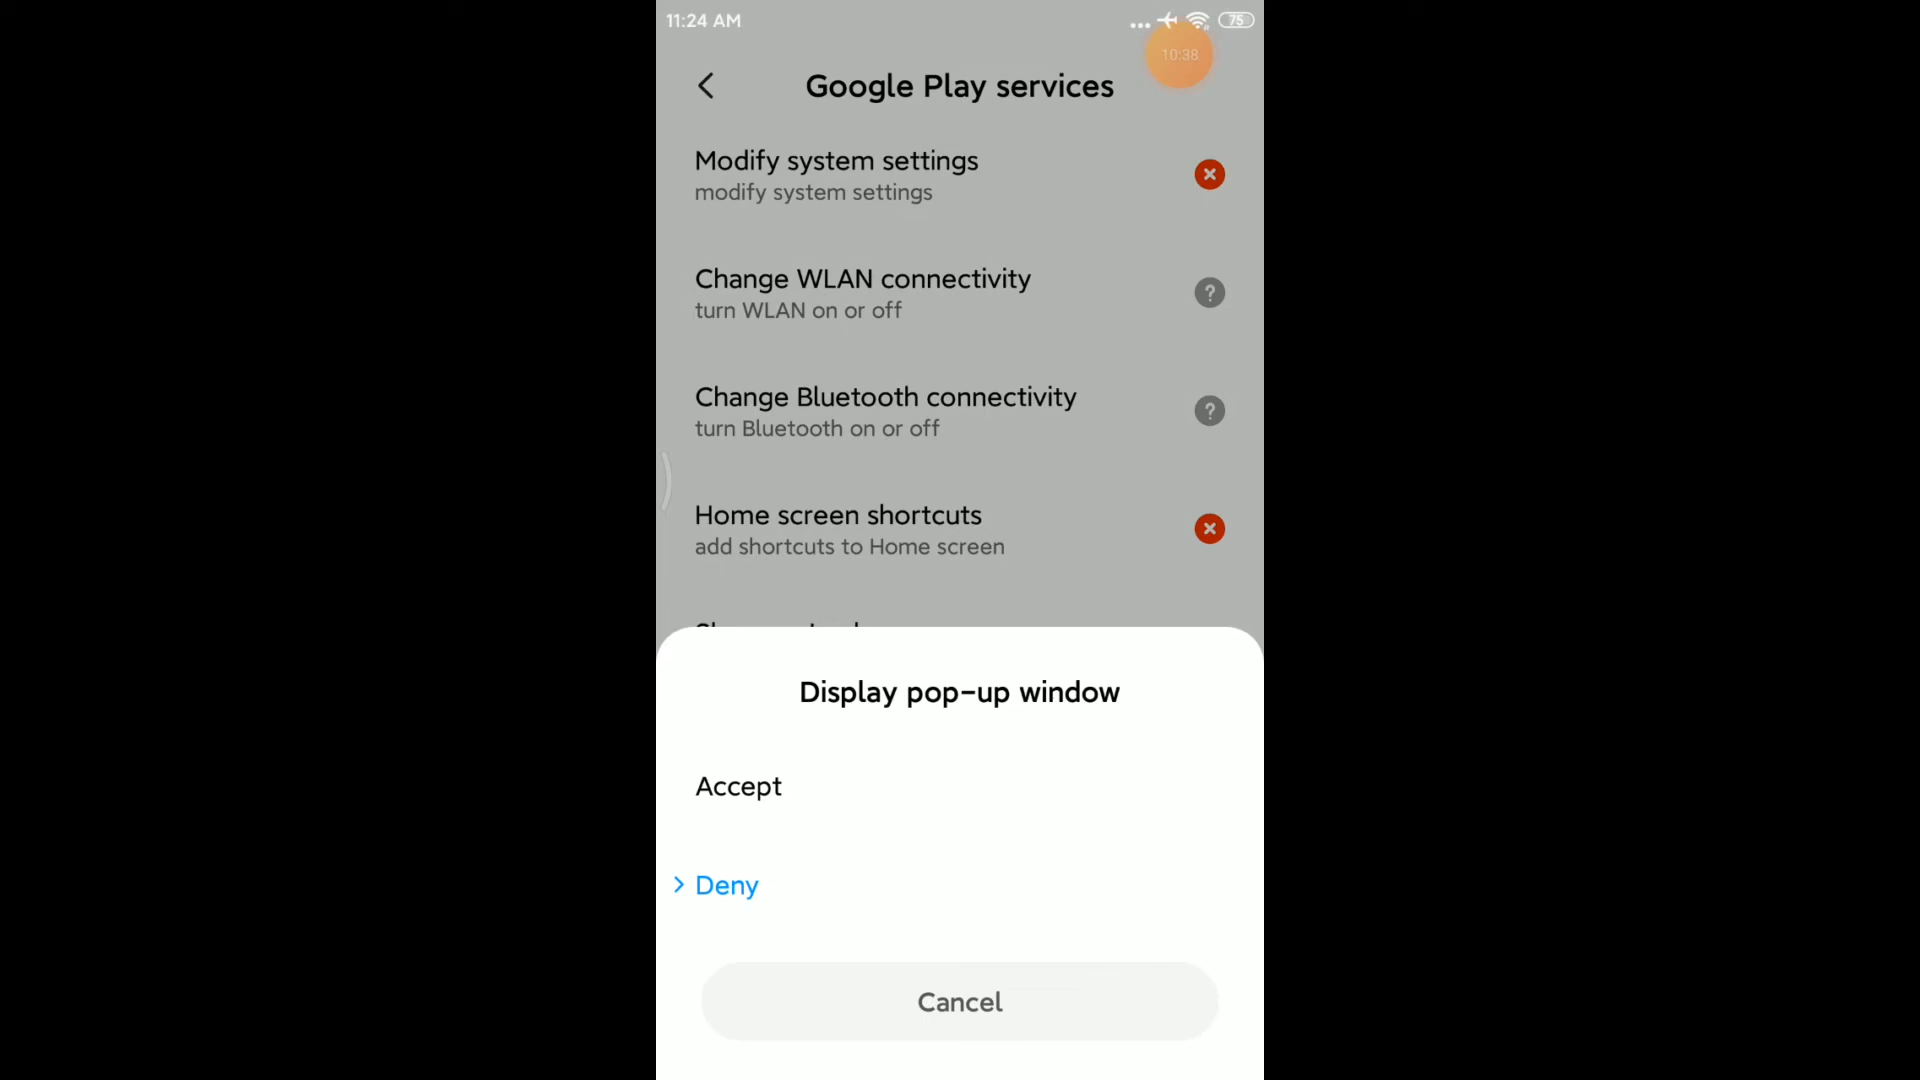 11:24 AM
75
10:38
Google Play services
Modify system settings
modify system settings
Change WLAN connectivity
turn WLAN on or off
Change Bluetooth connectivity
turn Bluetooth on or off
Home screen shortcuts
add shortcuts to Home screen
Display pop-up window
Accept
> Deny
Cancel